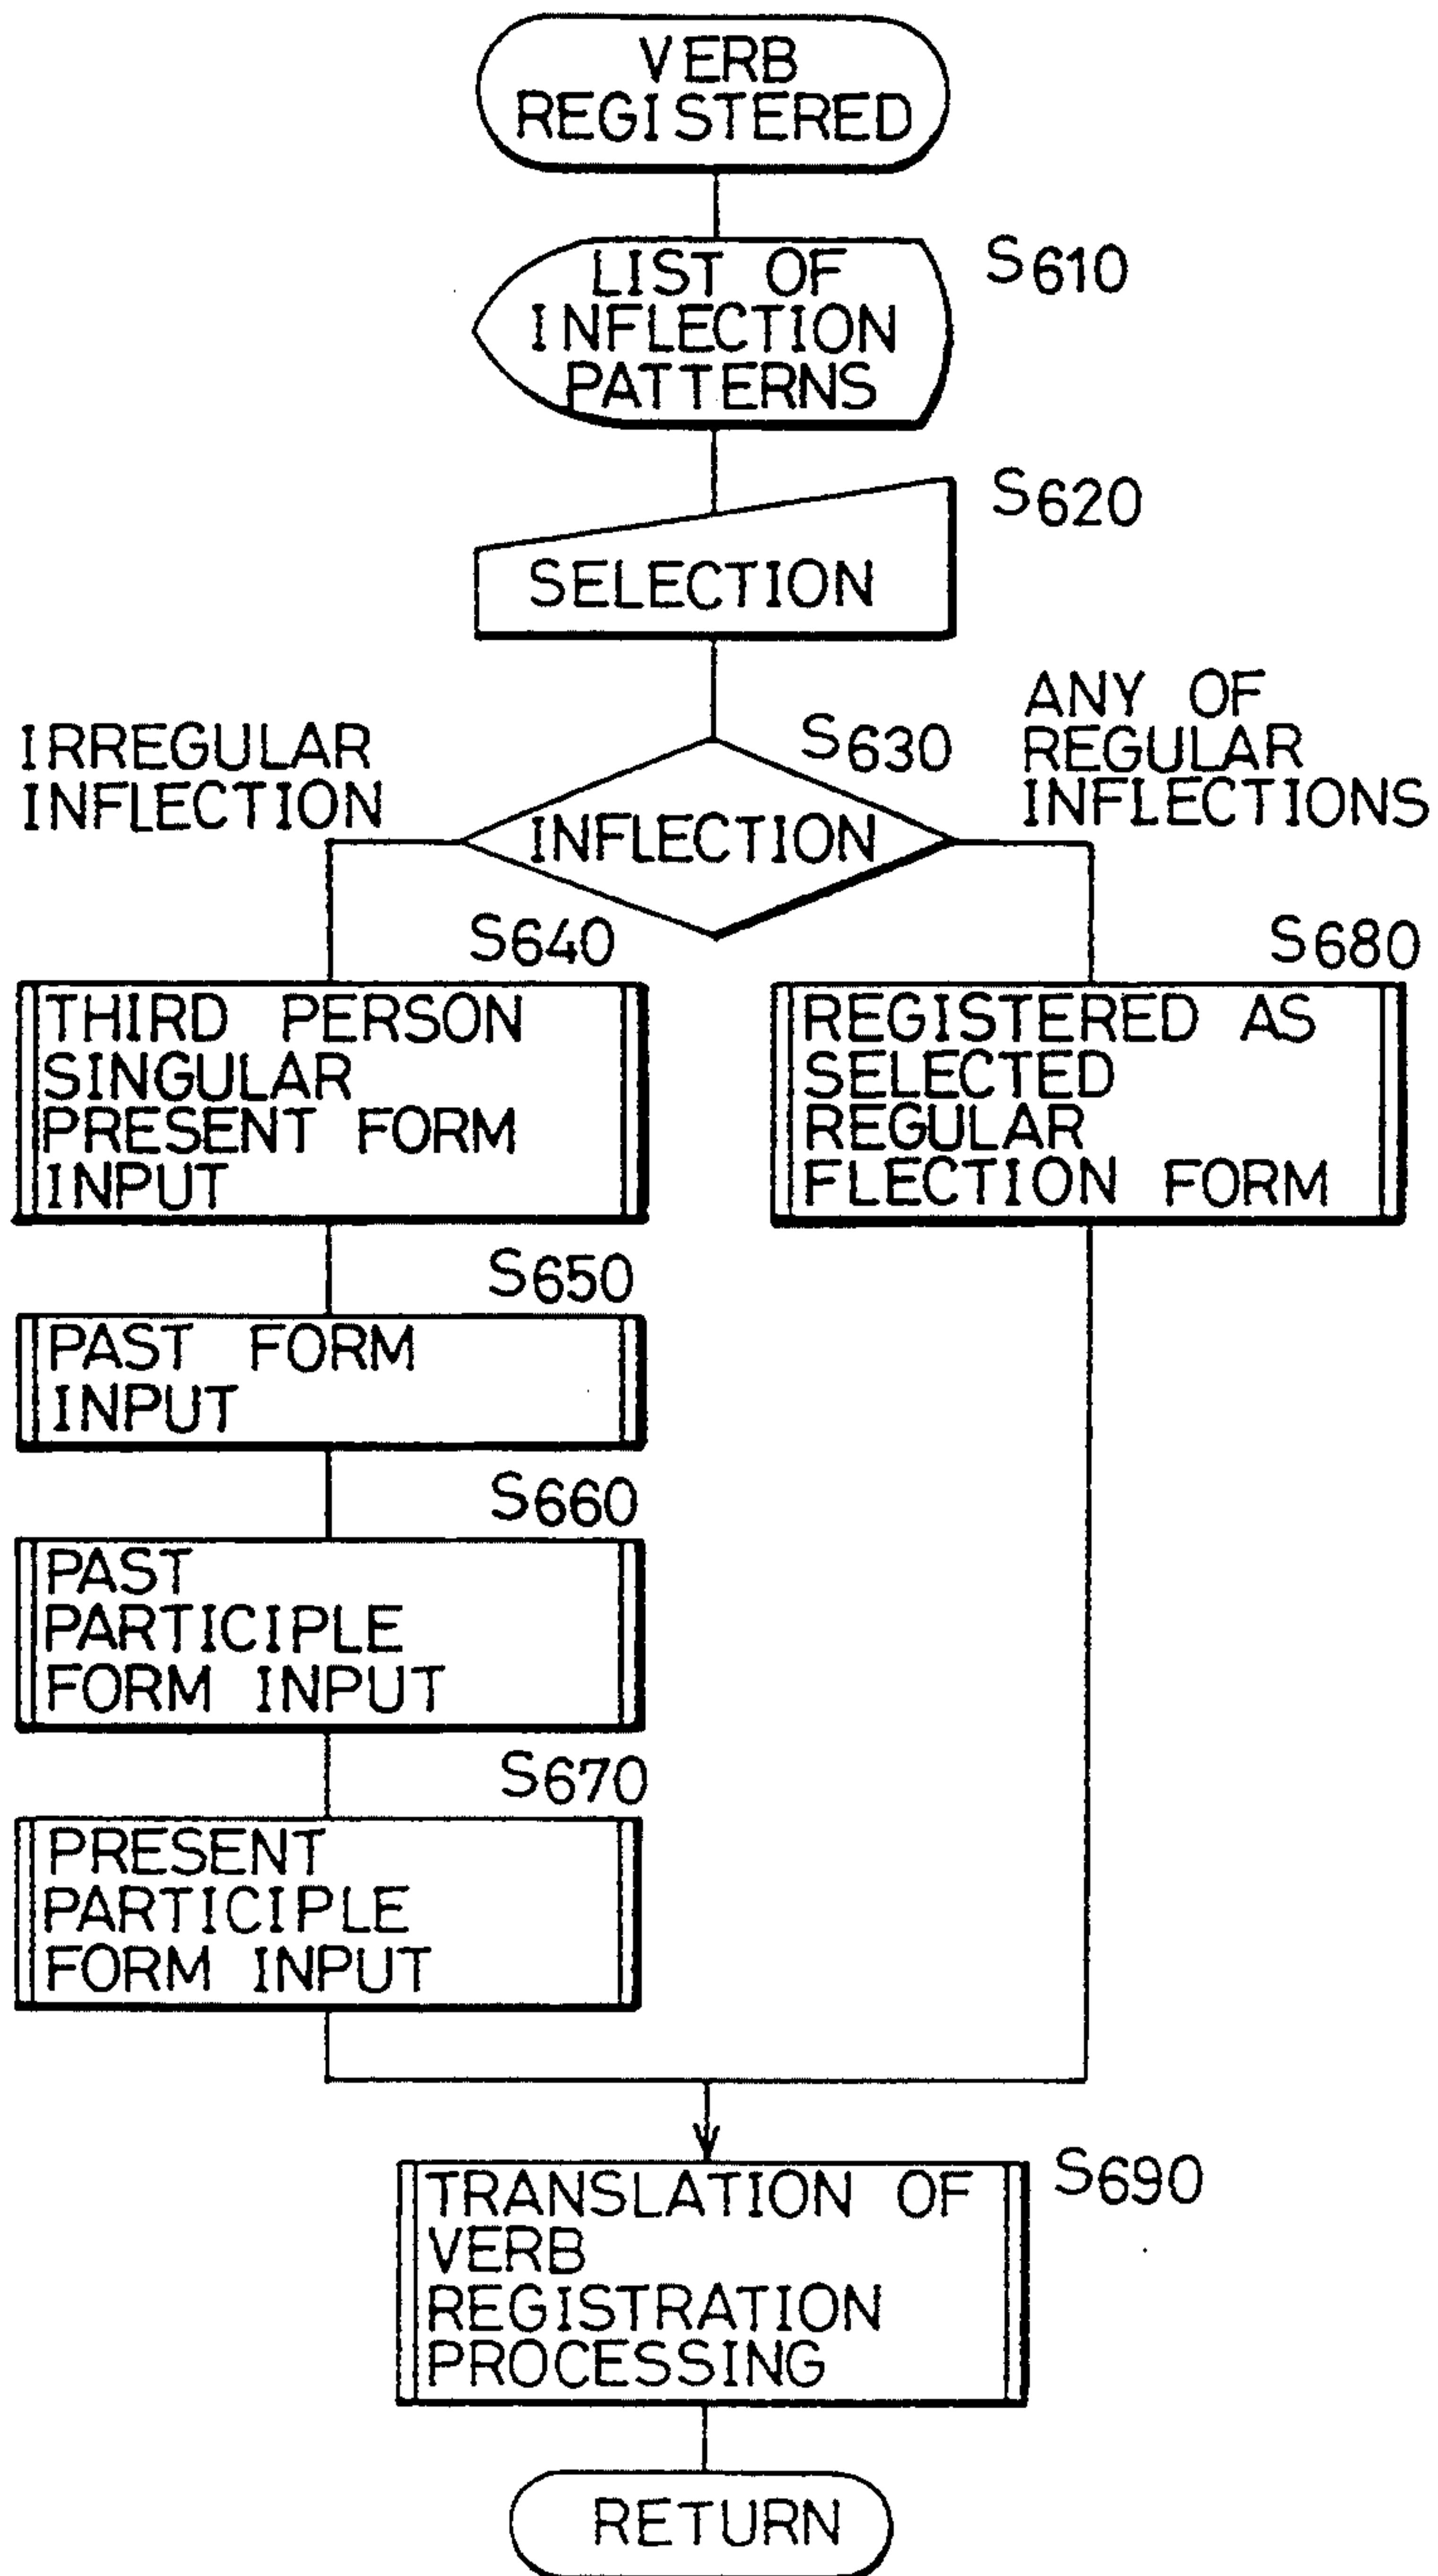 VERB
REGISTERED
LIST OF
INFLECTION
PATTERNS
S610
SELECTION
S620
IRREGULAR
INFLECTION
INFLECTION
S630
ANY OF
REGULAR
INFLECTIONS
S640
THIRD PERSON
SINGULAR
PRESENT FORM
INPUT
S680
REGISTERED AS
SELECTED
REGULAR
FLECTION FORM
S650
PAST FORM
INPUT
S660
PAST
PARTICIPLE
FORM INPUT
S670
PRESENT
PARTICIPLE
FORM INPUT
TRANSLATION OF
VERB
REGISTRATION
PROCESSING
S690
RETURN